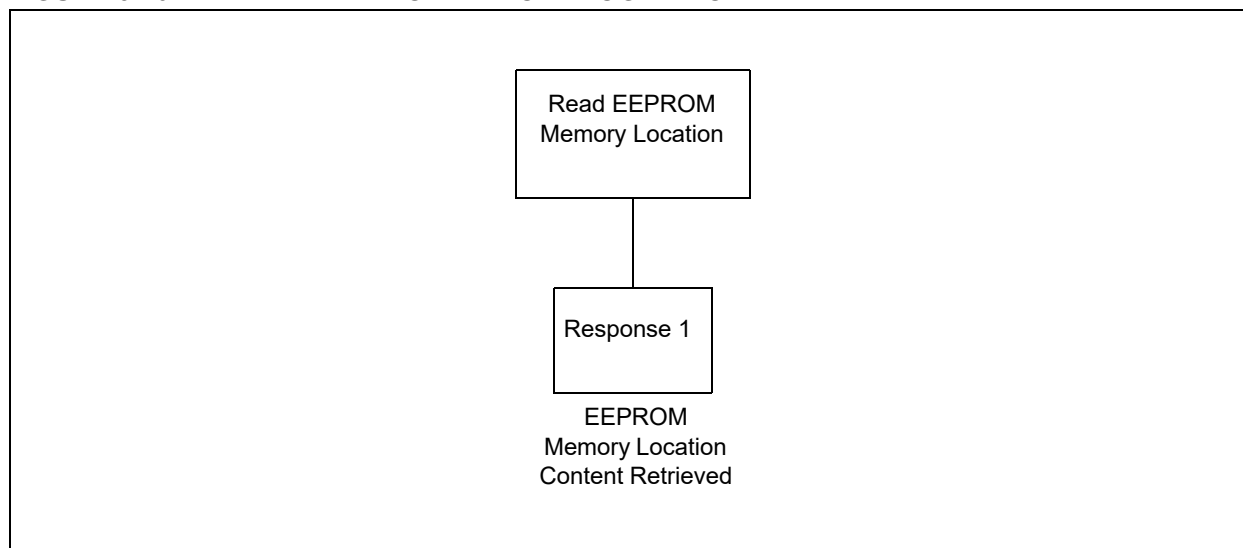 Read EEPROM
Memory Location
Response 1
EEPROM
Memory Location
Content Retrieved